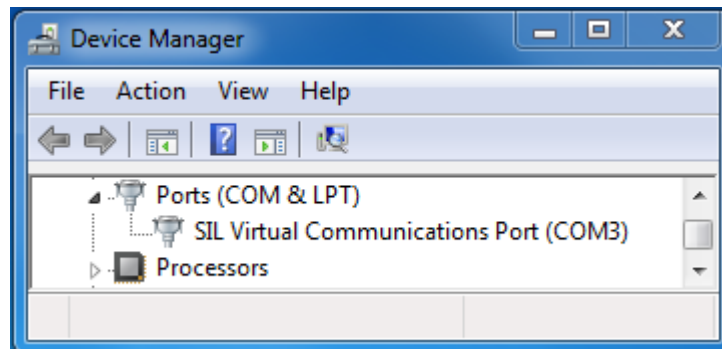 Device Manager
File Action View Help
Ports (COM & LPT)
SIL Virtual Communications Port (COM3)
Processors